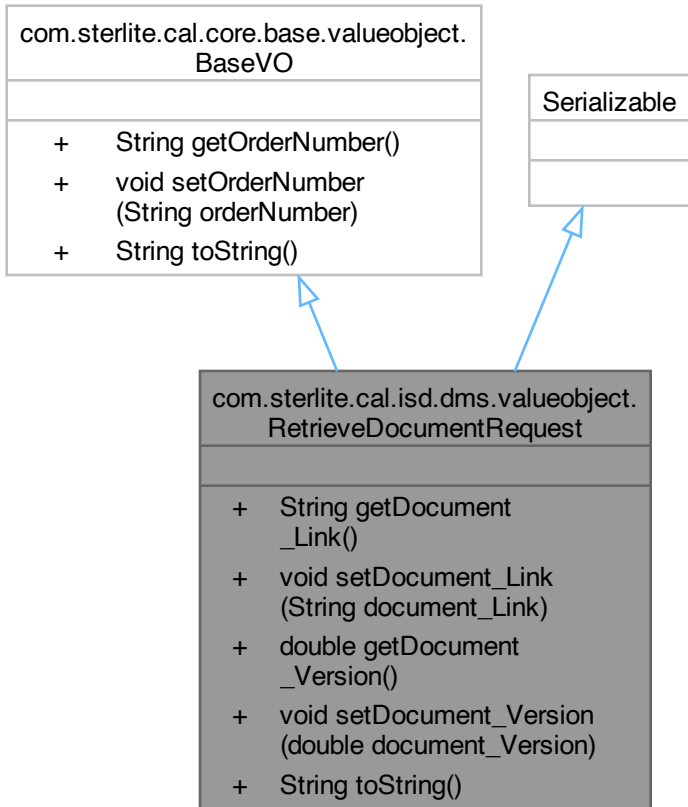 com.sterlite.cal.core.base.valueobject.
BaseVO
+ String getOrderNumber()
+ void setOrderNumber
(String orderNumber)
+ String toString()
Serializable
com.sterlite.cal.isd.dms.valueobject.
RetrieveDocumentRequest
+ String getDocument
_Link()
+ void setDocument_Link
(String document_Link)
+ double getDocument
_Version()
+ void setDocument_Version
(double document_Version)
+ String toString()